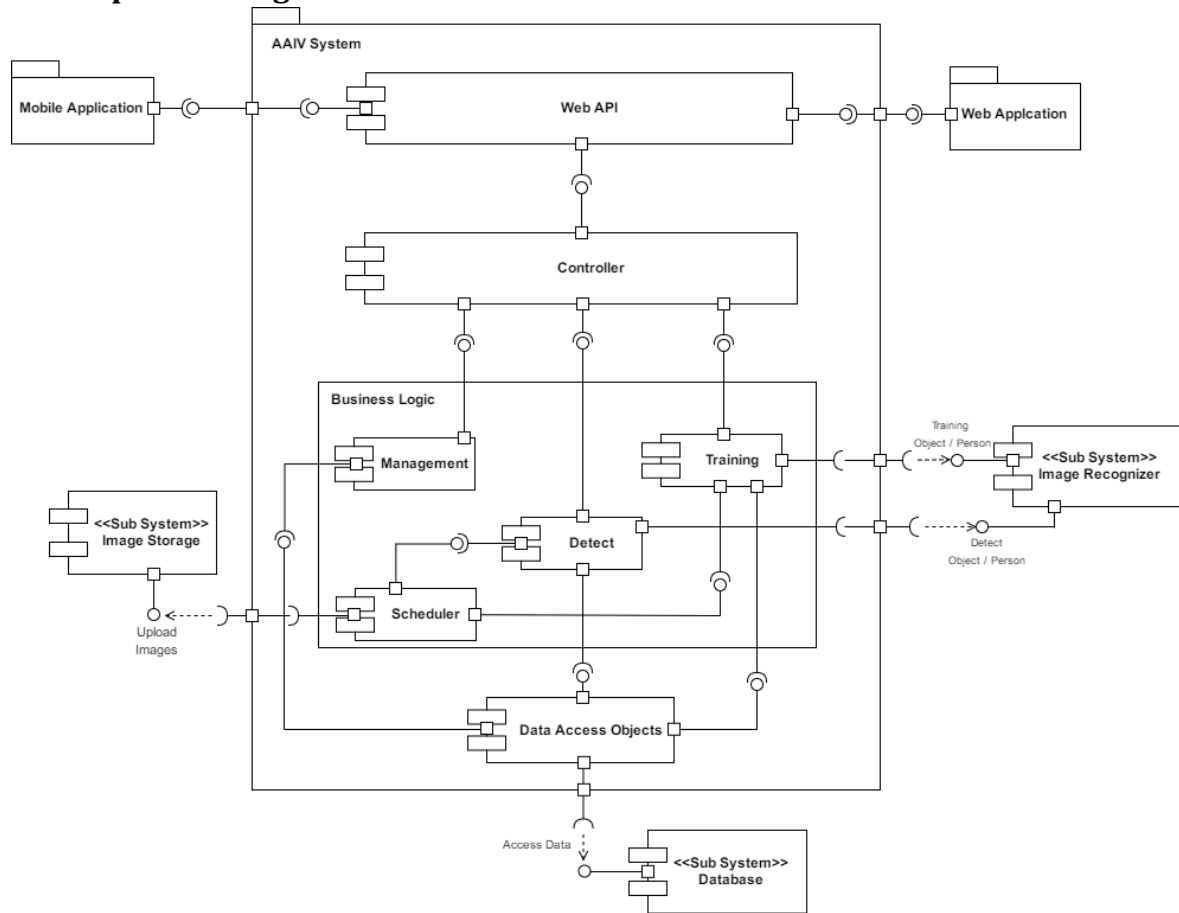 AAIV System
Mobile Application
Web API
Web Applcation
Controller
Business Logic
Management
Training
Training
Object / Person
<<Sub System>>
Image Recognizer
<<Sub System>>
Image Storage
Detect
Detect
Object / Person
Scheduler
Upload
Images
Data Access Objects
Access Data
<<Sub System>>
Database